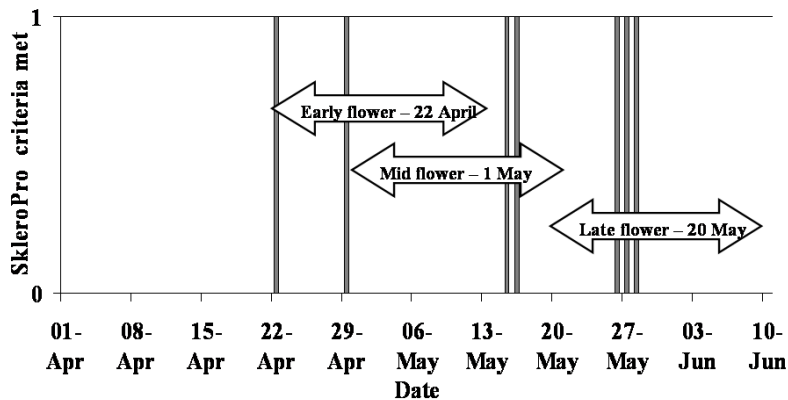 SkleroPro criteria met
1
Early flower – 22 April
Mid flower – 1 May
Late flower – 20 May
0
01-
Apr
08-
Apr
15-
Apr
22-
Apr
29-
Apr
06-
May
13-
May
20-
May
27-
May
03-
Jun
10-
Jun
Date